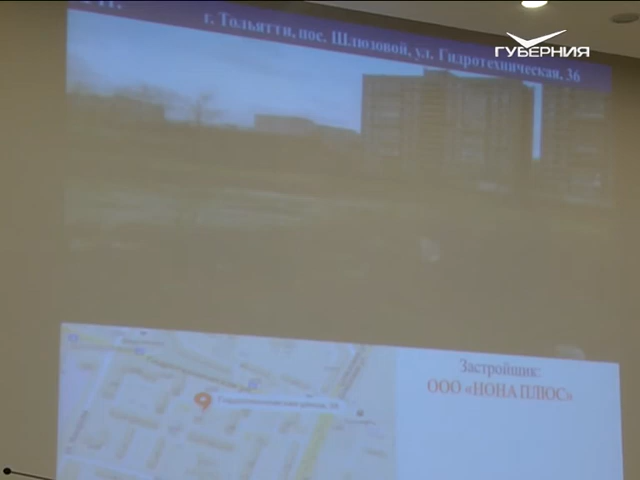 г. Тольятти, пос. Шлюзовой, ул. Гидротехническая, 36
ГУБЕРНИЯ
Застройщик:
ООО «НОНА ПЛЮС»